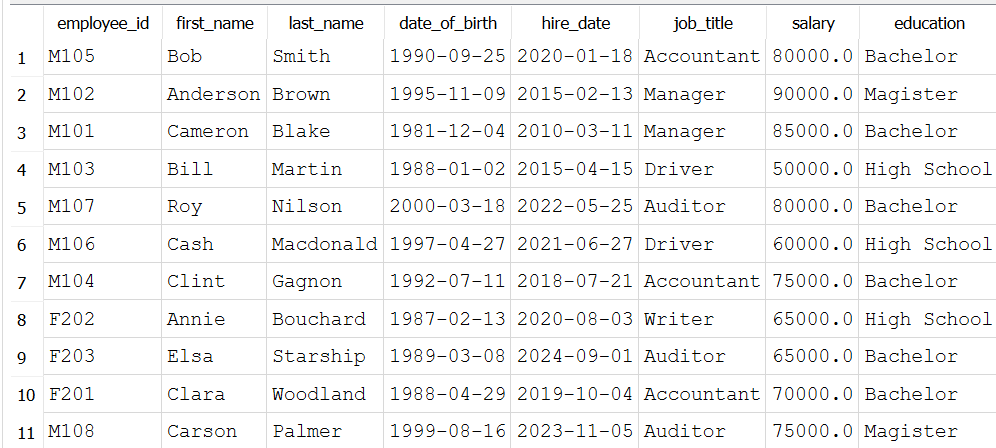 employee_id first_name last_name date_of_birth hire_date job_title salary education
1 M105 Bob Smith 1990-09-25 2020-01-18 Accountant 80000.0 Bachelor
2 M102 Anderson Brown 1995-11-09 2015-02-13 Manager 90000.0 Magister
3 M101 Cameron Blake 1981-12-04 2010-03-11 Manager 85000.0 Bachelor
4 M103 Bill Martin 1988-01-02 2015-04-15 Driver 50000.0 High School
5 M107 Roy Nilson 2000-03-18 2022-05-25 Auditor 80000.0 Bachelor
6 M106 Cash Macdonald 1997-04-27 2021-06-27 Driver 60000.0 High School
7 M104 Clint Gagnon 1992-07-11 2018-07-21 Accountant 75000.0 Bachelor
8 F202 Annie Bouchard 1987-02-13 2020-08-03 Writer 65000.0 High School
9 F203 Elsa Starship 1989-03-08 2024-09-01 Auditor 65000.0 Bachelor
10 F201 Clara Woodland 1988-04-29 2019-10-04 Accountant 70000.0 Bachelor
11 M108 Carson Palmer 1999-08-16 2023-11-05 Auditor 75000.0 Magister